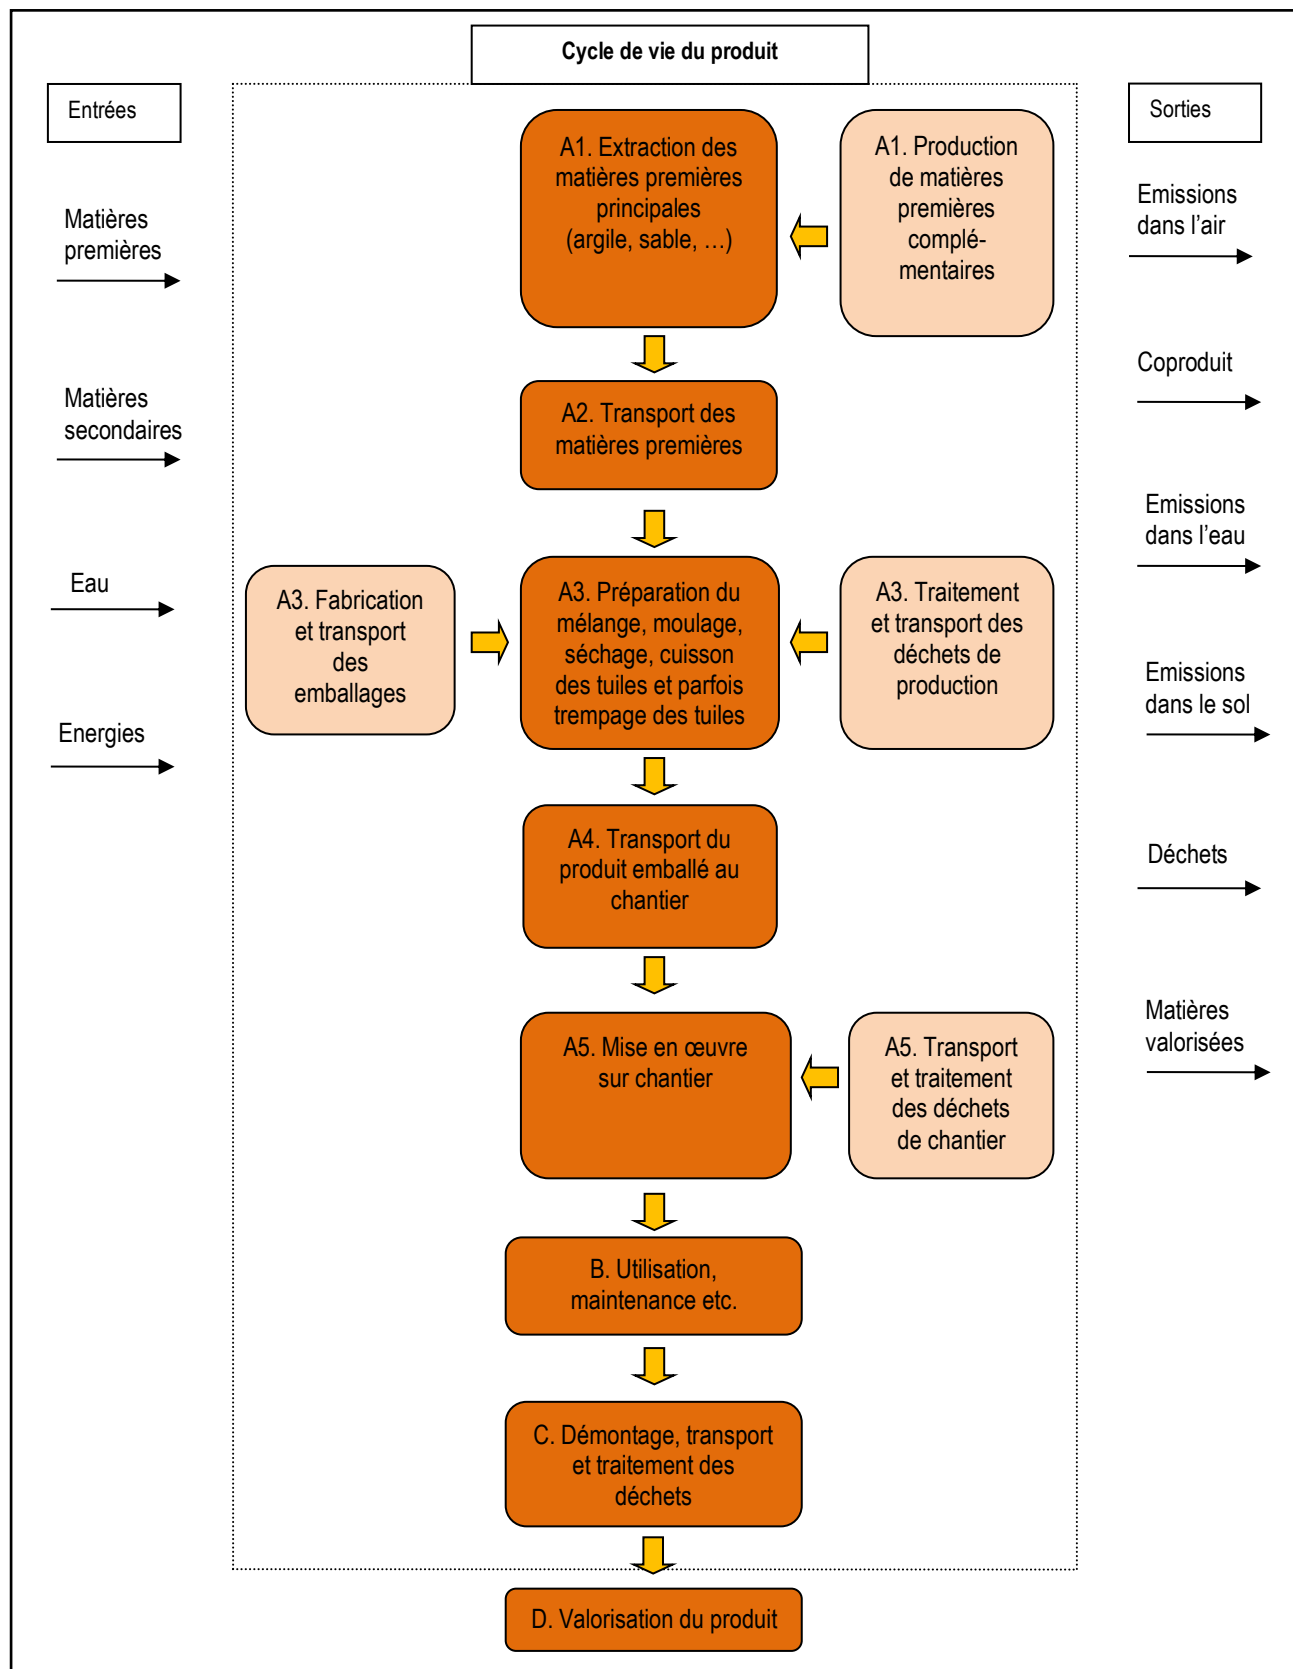 Cycle de vie du produit
Entrées
Matières
premières
Matières
secondaires
Eau
Energies
A1. Extraction des
matières premières
principales
(argile, sable, …)
A1. Production
de matières
premières
complé-
mentaires
A2. Transport des
matières premières
A3. Fabrication
et transport
des
emballages
A3. Préparation du
mélange, moulage,
séchage, cuisson
des tuiles et parfois
trempage des tuiles
A3. Traitement
et transport des
déchets de
production
A4. Transport du
produit emballé au
chantier
A5. Mise en œuvre
sur chantier
A5. Transport
et traitement
des déchets
de chantier
B. Utilisation,
maintenance etc.
C. Démontage, transport
et traitement des
déchets
D. Valorisation du produit
Sorties
Emissions
dans l’air
Coproduit
Emissions
dans l’eau
Emissions
dans le sol
Déchets
Matières
valorisées